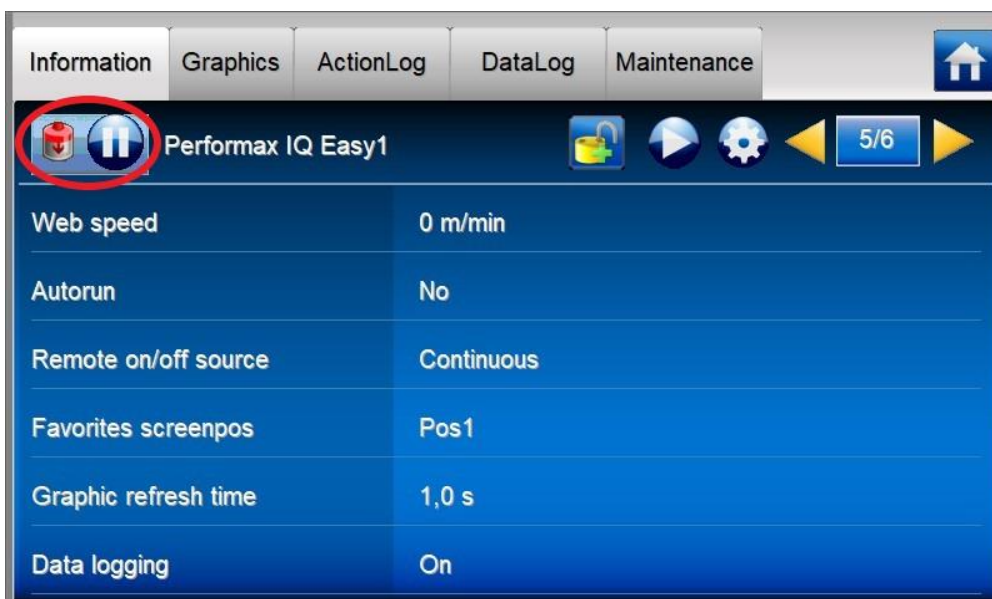 Information Graphics ActionLog DataLog Maintenance
Performax IQ Easy1 5/6
Web speed 0 m/min
Autorun No
Remote on/off source Continuous
Favorites screenpos Pos1
Graphic refresh time 1,0 s
Data logging On